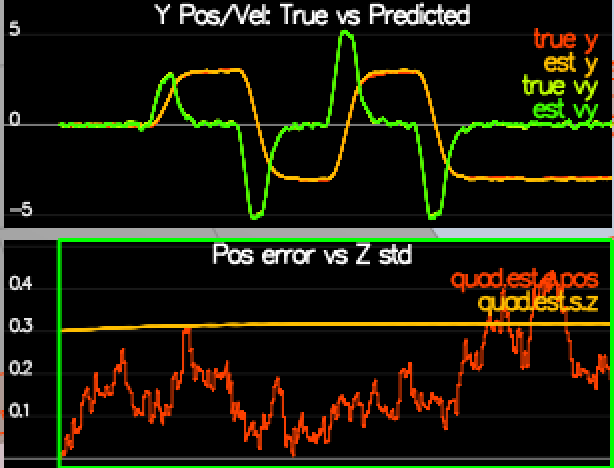 Y Pos/Vel: True vs Predicted
5
true y
est y
true vy
0
est vy
-5
Pos error vs Z std
quad.est.e.pos
0.4
quad.est.s.z
0.3
0.2
0.1